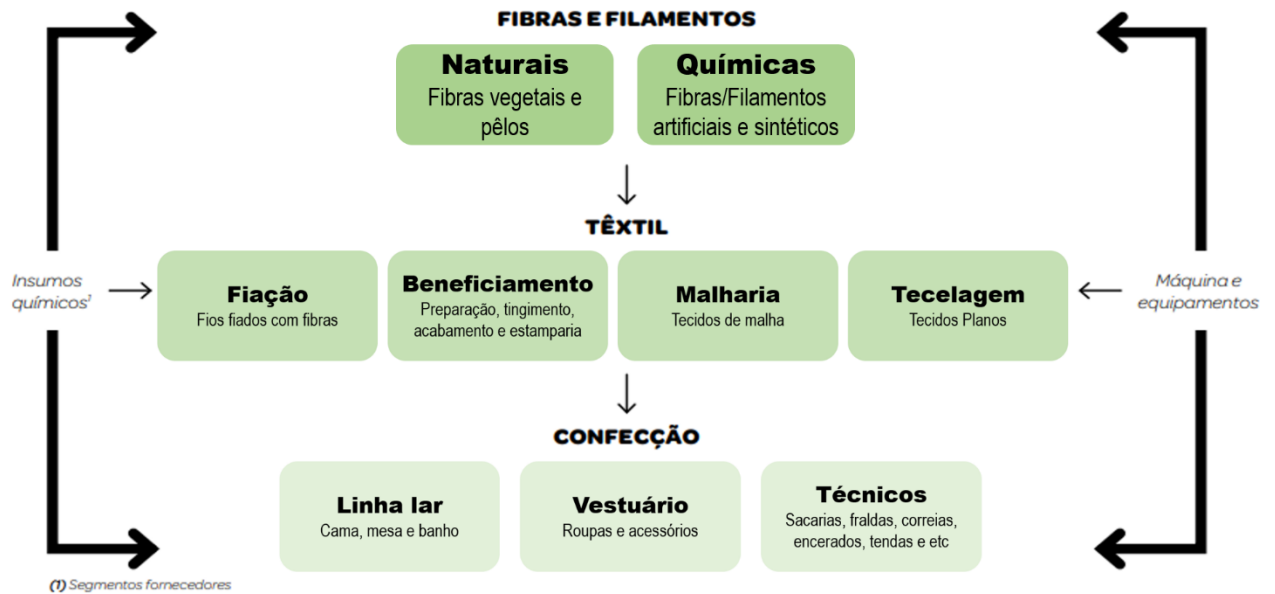 FIBRAS E FILAMENTOS
Naturais
Fibras vegetais e
pêlos
Químicas
Fibras/Filamentos
artificiais e sintéticos
TÊXTIL
Insumos
químicos¹
Fiação
Fios fiados com fibras
Beneficiamento
Preparação, tingimento,
acabamento e estamparia
Malharia
Tecidos de malha
Tecelagem
Tecidos Planos
Máquina e
equipamentos
CONFECÇÃO
Linha lar
Cama, mesa e banho
Vestuário
Roupas e acessórios
Técnicos
Sacarias, fraldas, correias,
encerados, tendas e etc
(1) Segmentos fornecedores